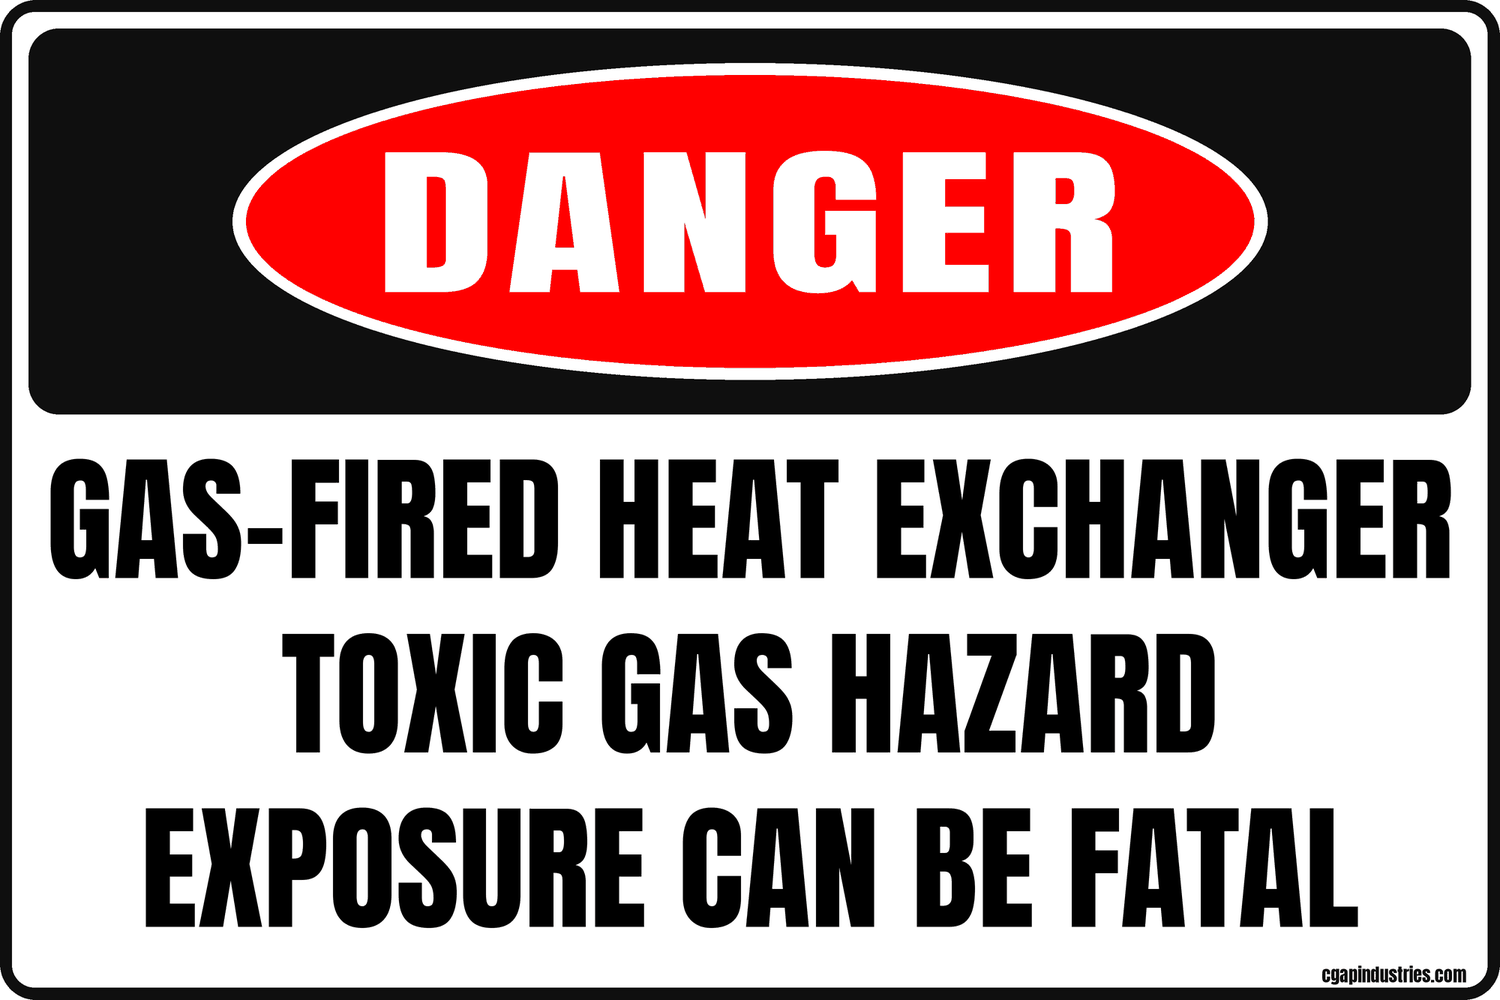 DANGER
GAS-FIRED HEAT EXCHANGER
TOXIC GAS HAZARD
EXPOSURE CAN BE FATAL
cgapindustries.com